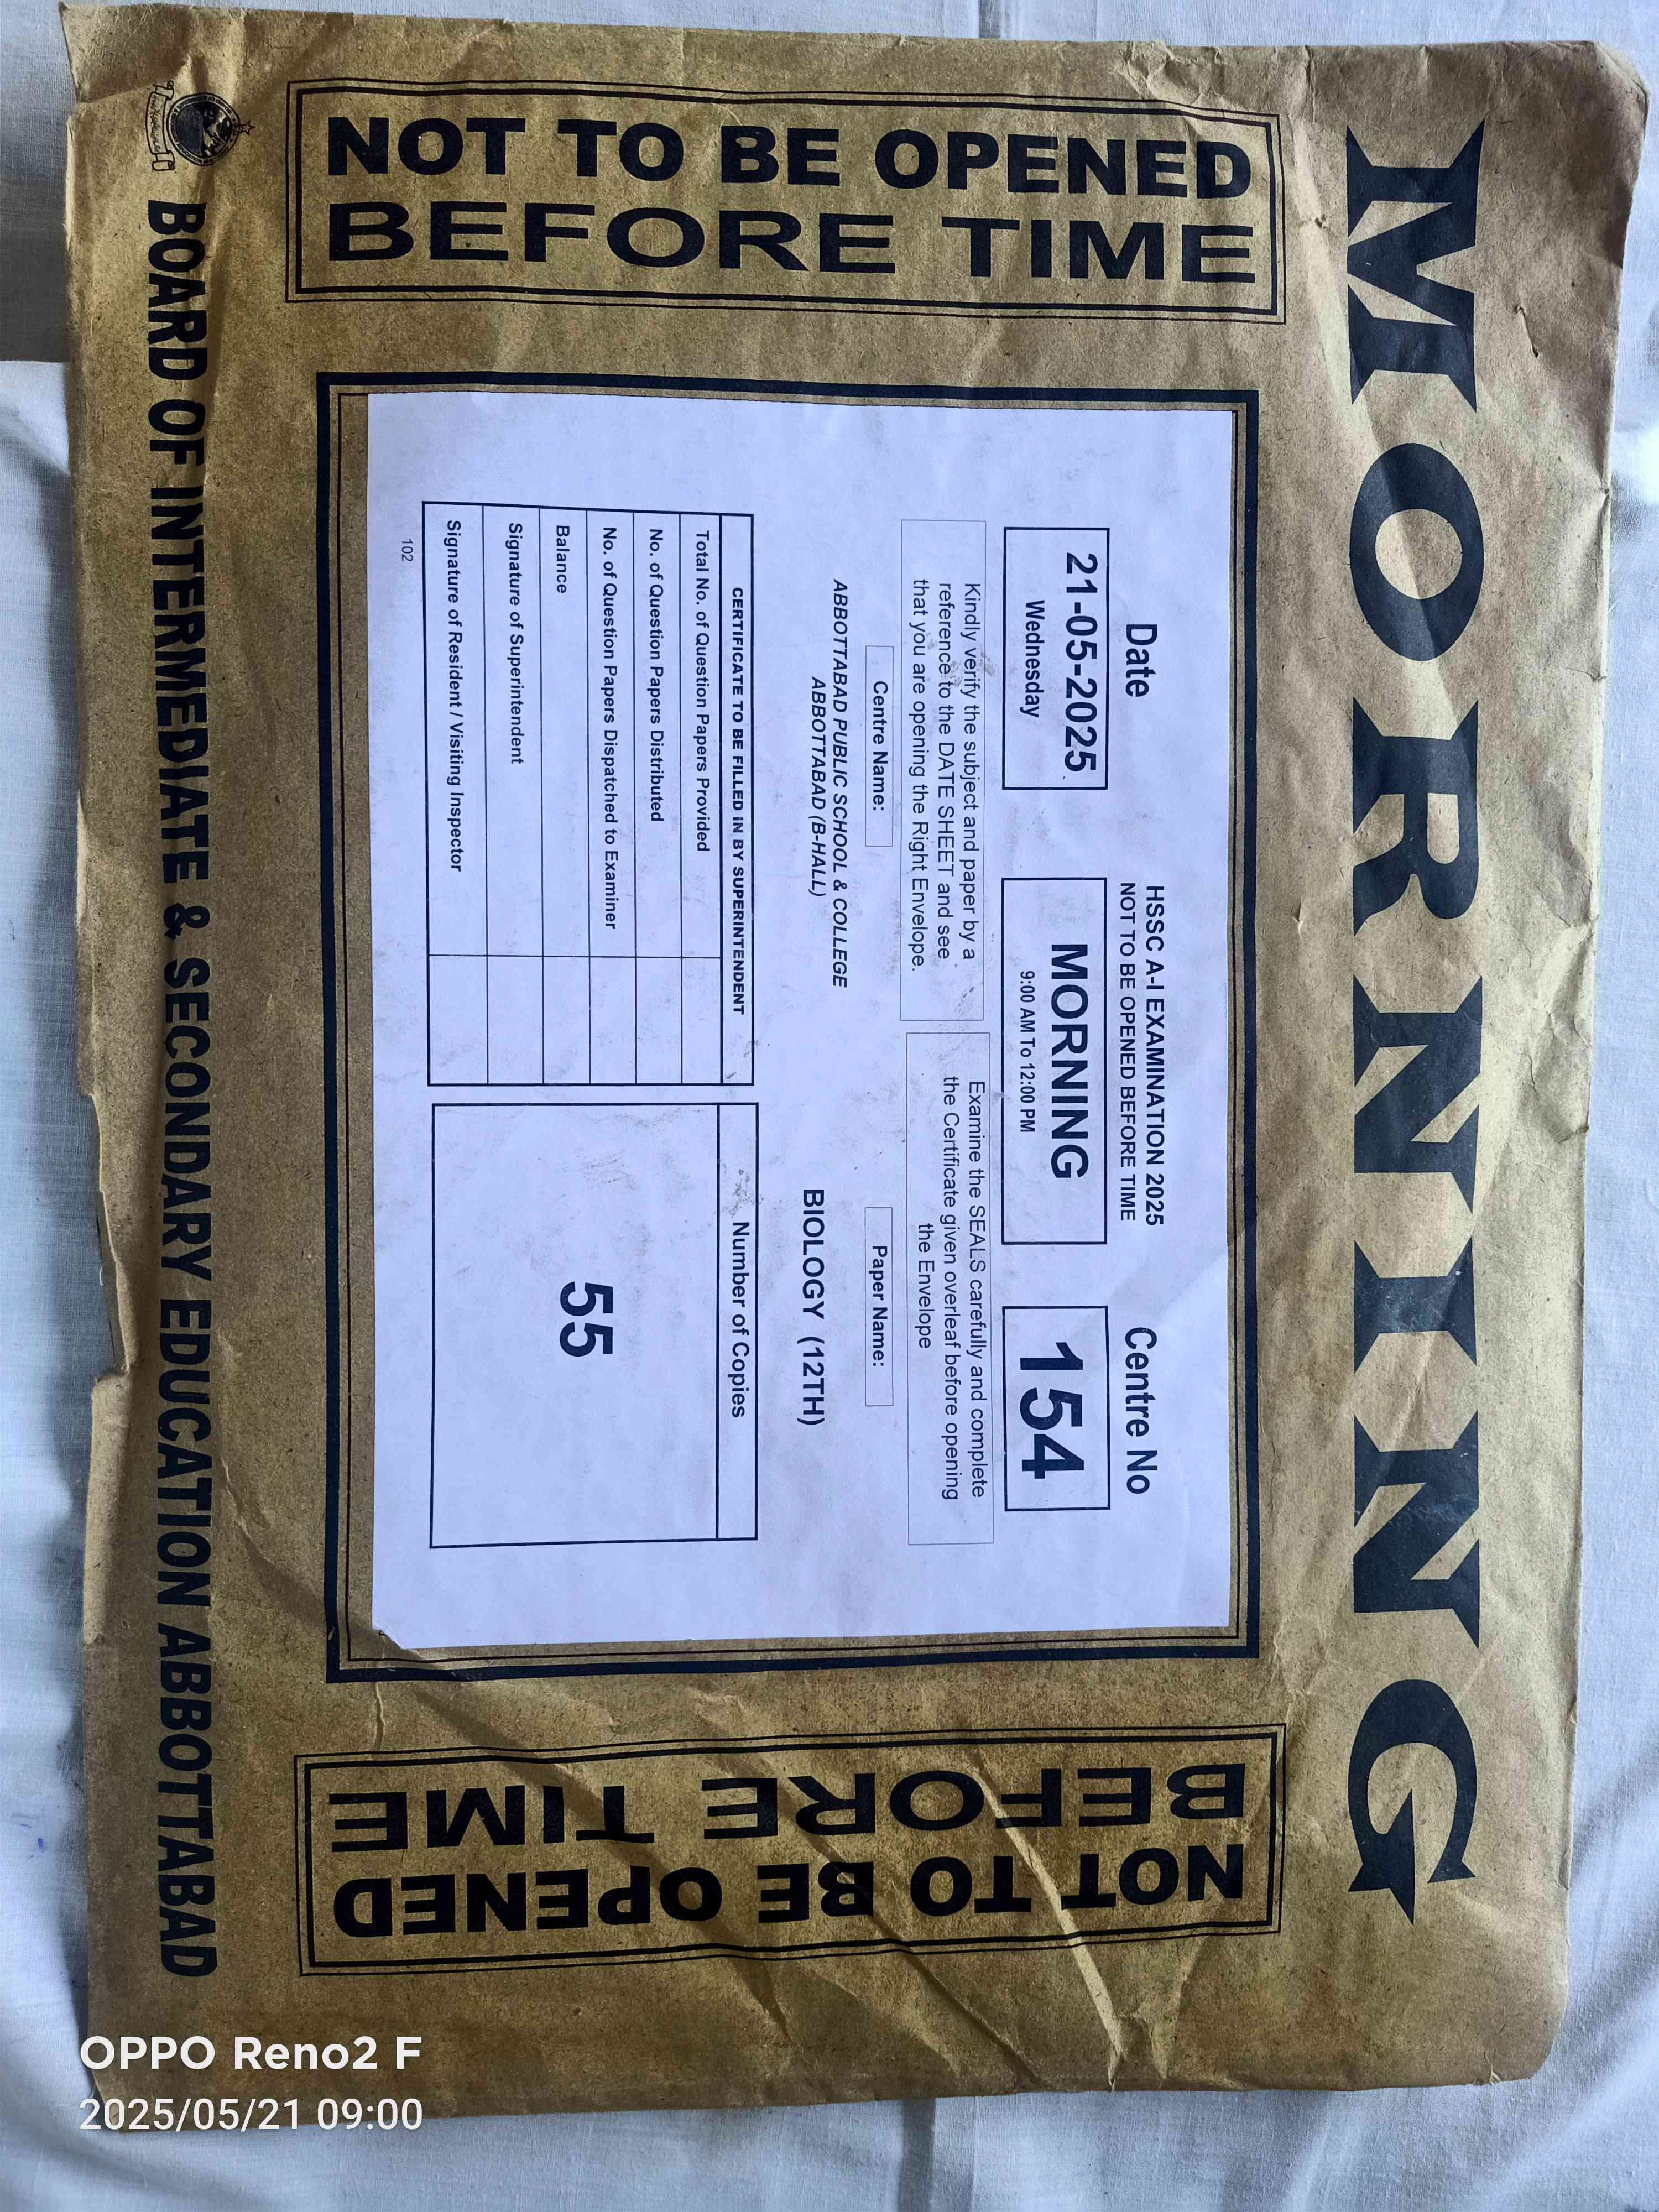 MORNING
NOT TO BE OPENED
BEFORE TIME
Date
HSSC A-I EXAMINATION 2025
NOT TO BE OPENED BEFORE TIME
Centre No
21-05-2025
Wednesday
MORNING
9:00 AM To 12:00 PM
154
Kindly verify the subject and paper by a
reference to the DATE SHEET and see
that you are opening the Right Envelope.
Examine the SEALS carefully and complete
the Certificate given overleaf before opening
the Envelope
Centre Name:
ABBOTTABAD PUBLIC SCHOOL & COLLEGE
ABBOTTABAD (B-HALL)
Paper Name:
BIOLOGY (12TH)
CERTIFICATE TO BE FILLED IN BY SUPERINTENDENT
Total No. of Question Papers Provided
No. of Question Papers Distributed
No. of Question Papers Dispatched to Examiner
Balance
Signature of Superintendent
Signature of Resident / Visiting Inspector
Number of Copies
55
102
NOT TO BE OPENED
BEFORE TIME
BOARD OF INTERMEDIATE & SECONDARY EDUCATION ABBOTTABAD
OPPO Reno2 F
2025/05/21 09:00